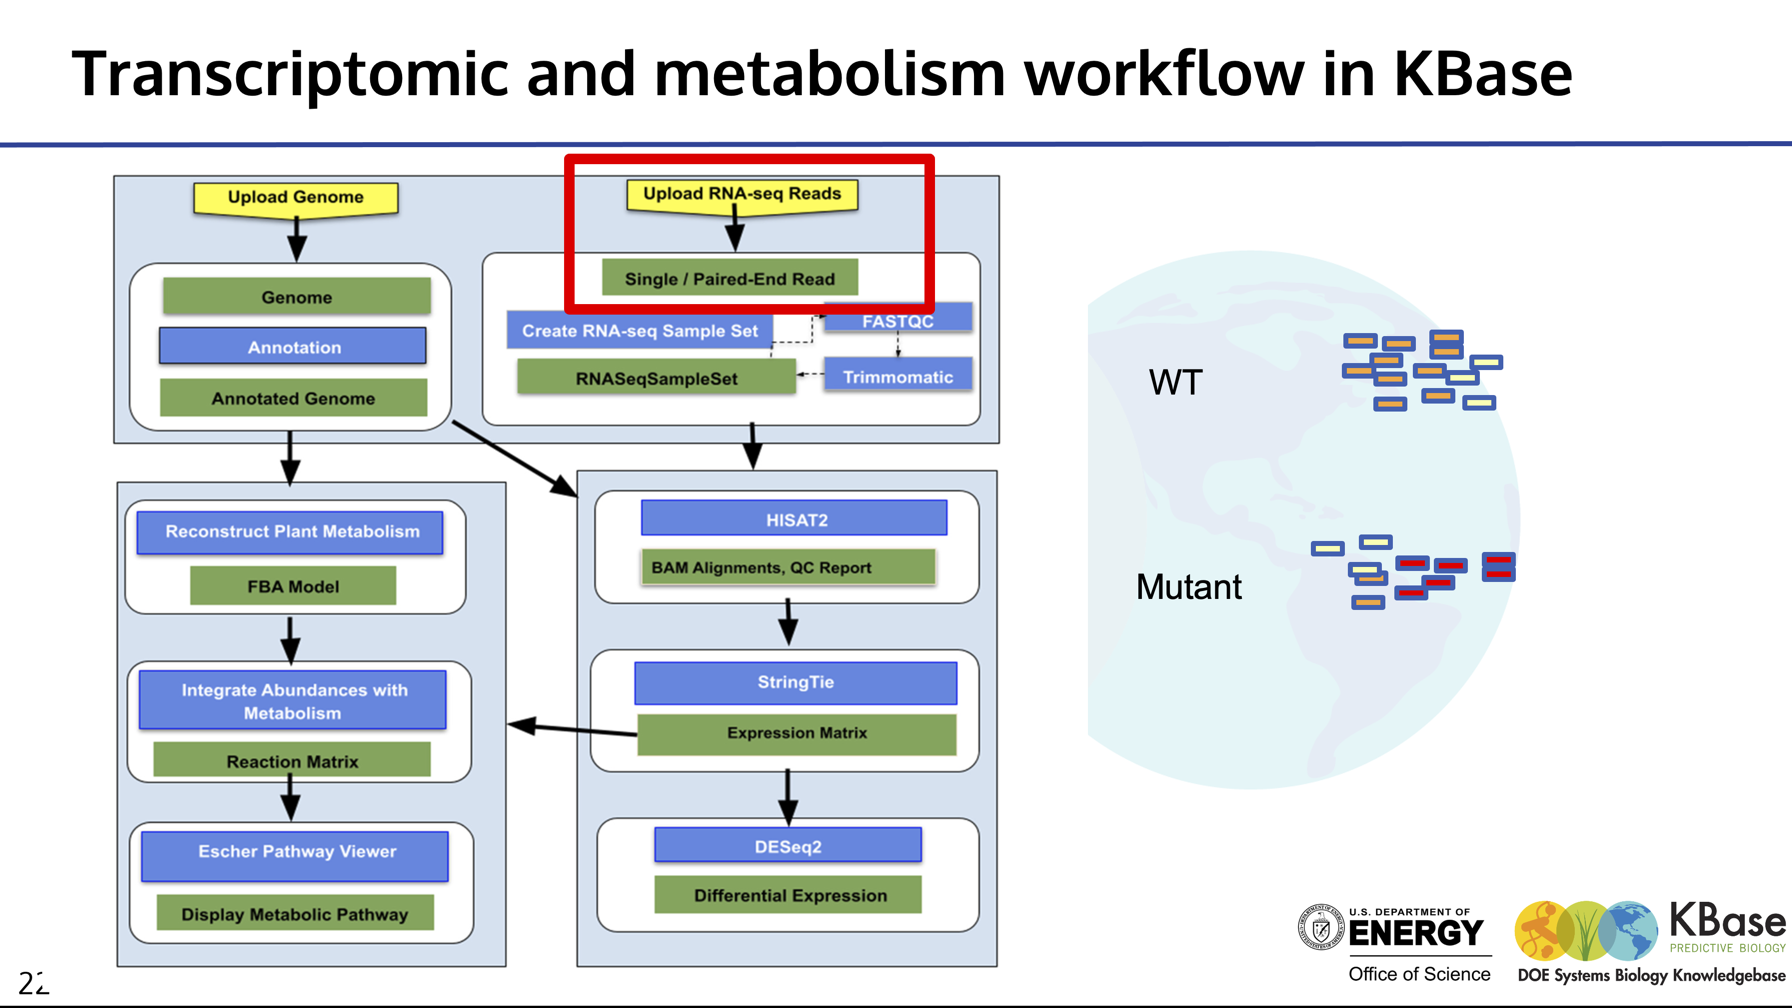 Transcriptomic and metabolism workflow in KBase
Upload Genome
Genome
Annotation
Annotated Genome
Upload RNA-seq Reads
Single / Paired-End Read
Create RNA-seq Sample Set
FASTQC
RNASeqSampleSet
Trimmomatic
Reconstruct Plant Metabolism
FBA Model
Integrate Abundances with
Metabolism
Reaction Matrix
Escher Pathway Viewer
Display Metabolic Pathway
HISAT2
BAM Alignments, QC Report
StringTie
Expression Matrix
DESeq2
Differential Expression
WT
Mutant
U.S. DEPARTMENT OF
ENERGY
Office of Science
KBase
PREDICTIVE BIOLOGY
DOE Systems Biology Knowledgebase
22